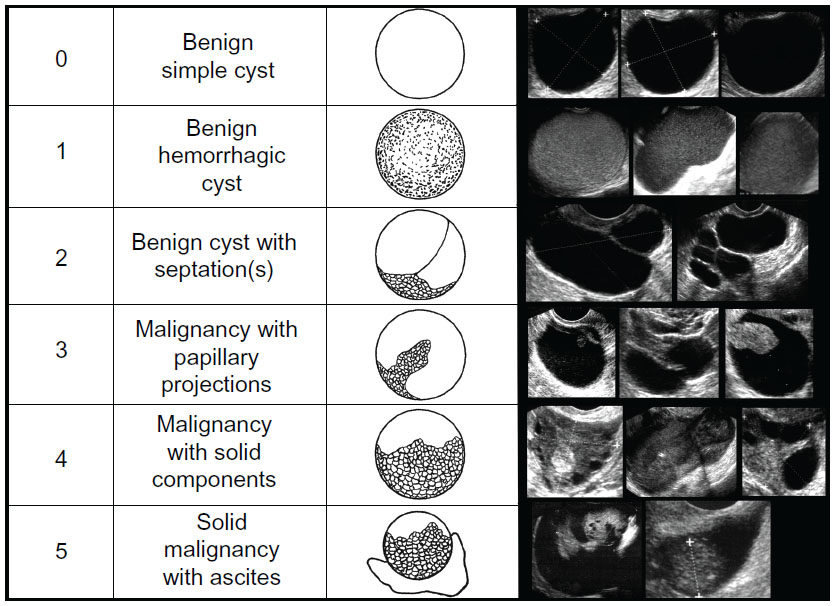 0
Benign
simple cyst
1
Benign
hemorrhagic
cyst
2
Benign cyst with
septation(s)
3
Malignancy with
papillary
projections
4
Malignancy
with solid
components
5
Solid
malignancy
with ascites